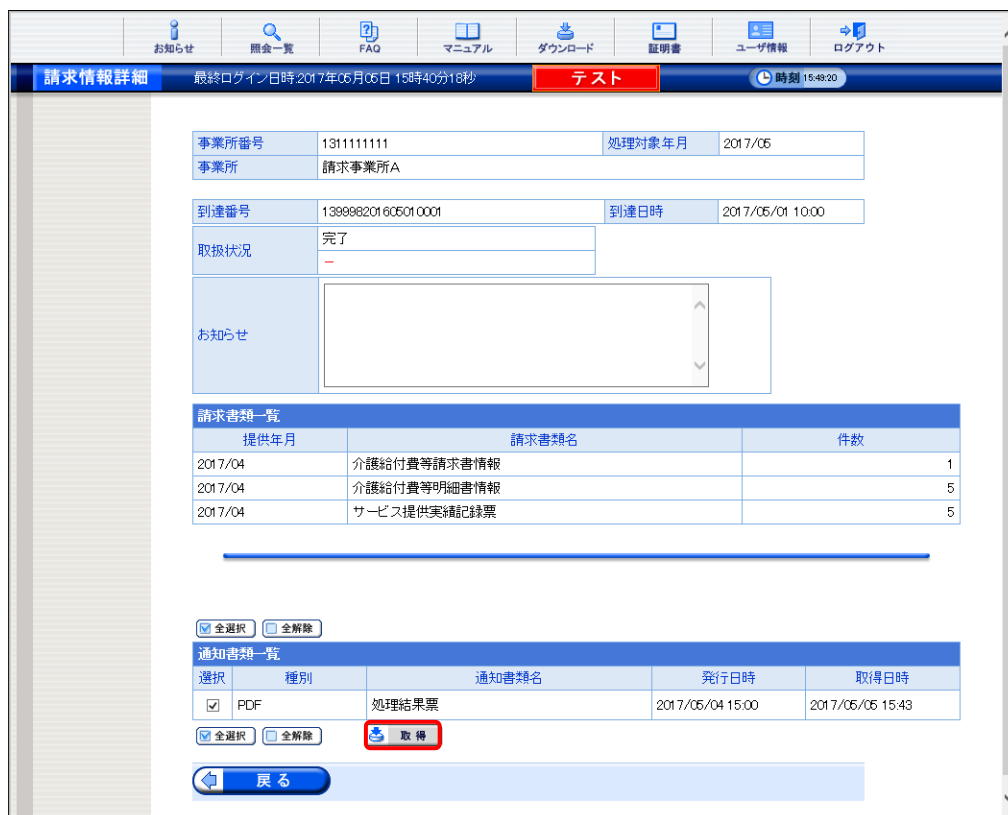 お知らせ 照会一覧 FAQ マニュアル ダウンロード 証明書 ユーザ情報 ログアウト
請求情報詳細 最終ログイン日時:2017年05月05日 15時40分18秒 テスト 時刻 15:49:20
事業所番号 1311111111 処理対象年月 2017/05
事業所 請求事業所A
到達番号 139998201605010001 到達日時 2017/05/01 10:00
取扱状況 完了
－
お知らせ
請求書類一覧
提供年月 請求書類名 件数
2017/04 介護給付費等請求書情報 1
2017/04 介護給付費等明細書情報 5
2017/04 サービス提供実績記録票 5
全選択 全解除
通知書類一覧
選択 種別 通知書類名 発行日時 取得日時
PDF 処理結果票 2017/05/04 15:00 2017/05/05 15:43
全選択 全解除 取得
戻る